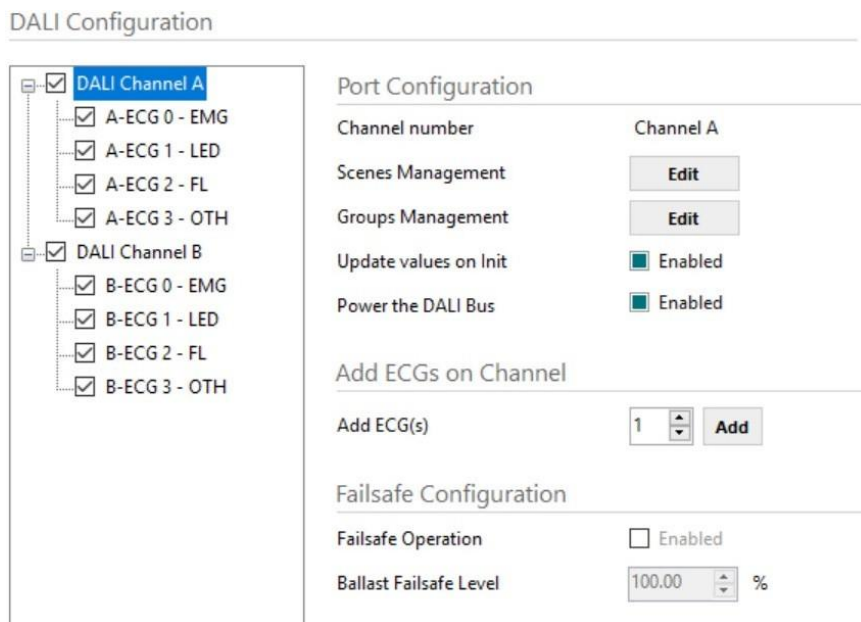 DALI Configuration
DALI Channel A
A-ECG 0 - EMG
A-ECG 1 - LED
A-ECG 2 - FL
A-ECG 3 - OTH
DALI Channel B
B-ECG 0 - EMG
B-ECG 1 - LED
B-ECG 2 - FL
B-ECG 3 - OTH
Port Configuration
Channel number Channel A
Scenes Management Edit
Groups Management Edit
Update values on Init Enabled
Power the DALI Bus Enabled
Add ECGs on Channel
Add ECG(s) 1 Add
Failsafe Configuration
Failsafe Operation Enabled
Ballast Failsafe Level 100.00 %